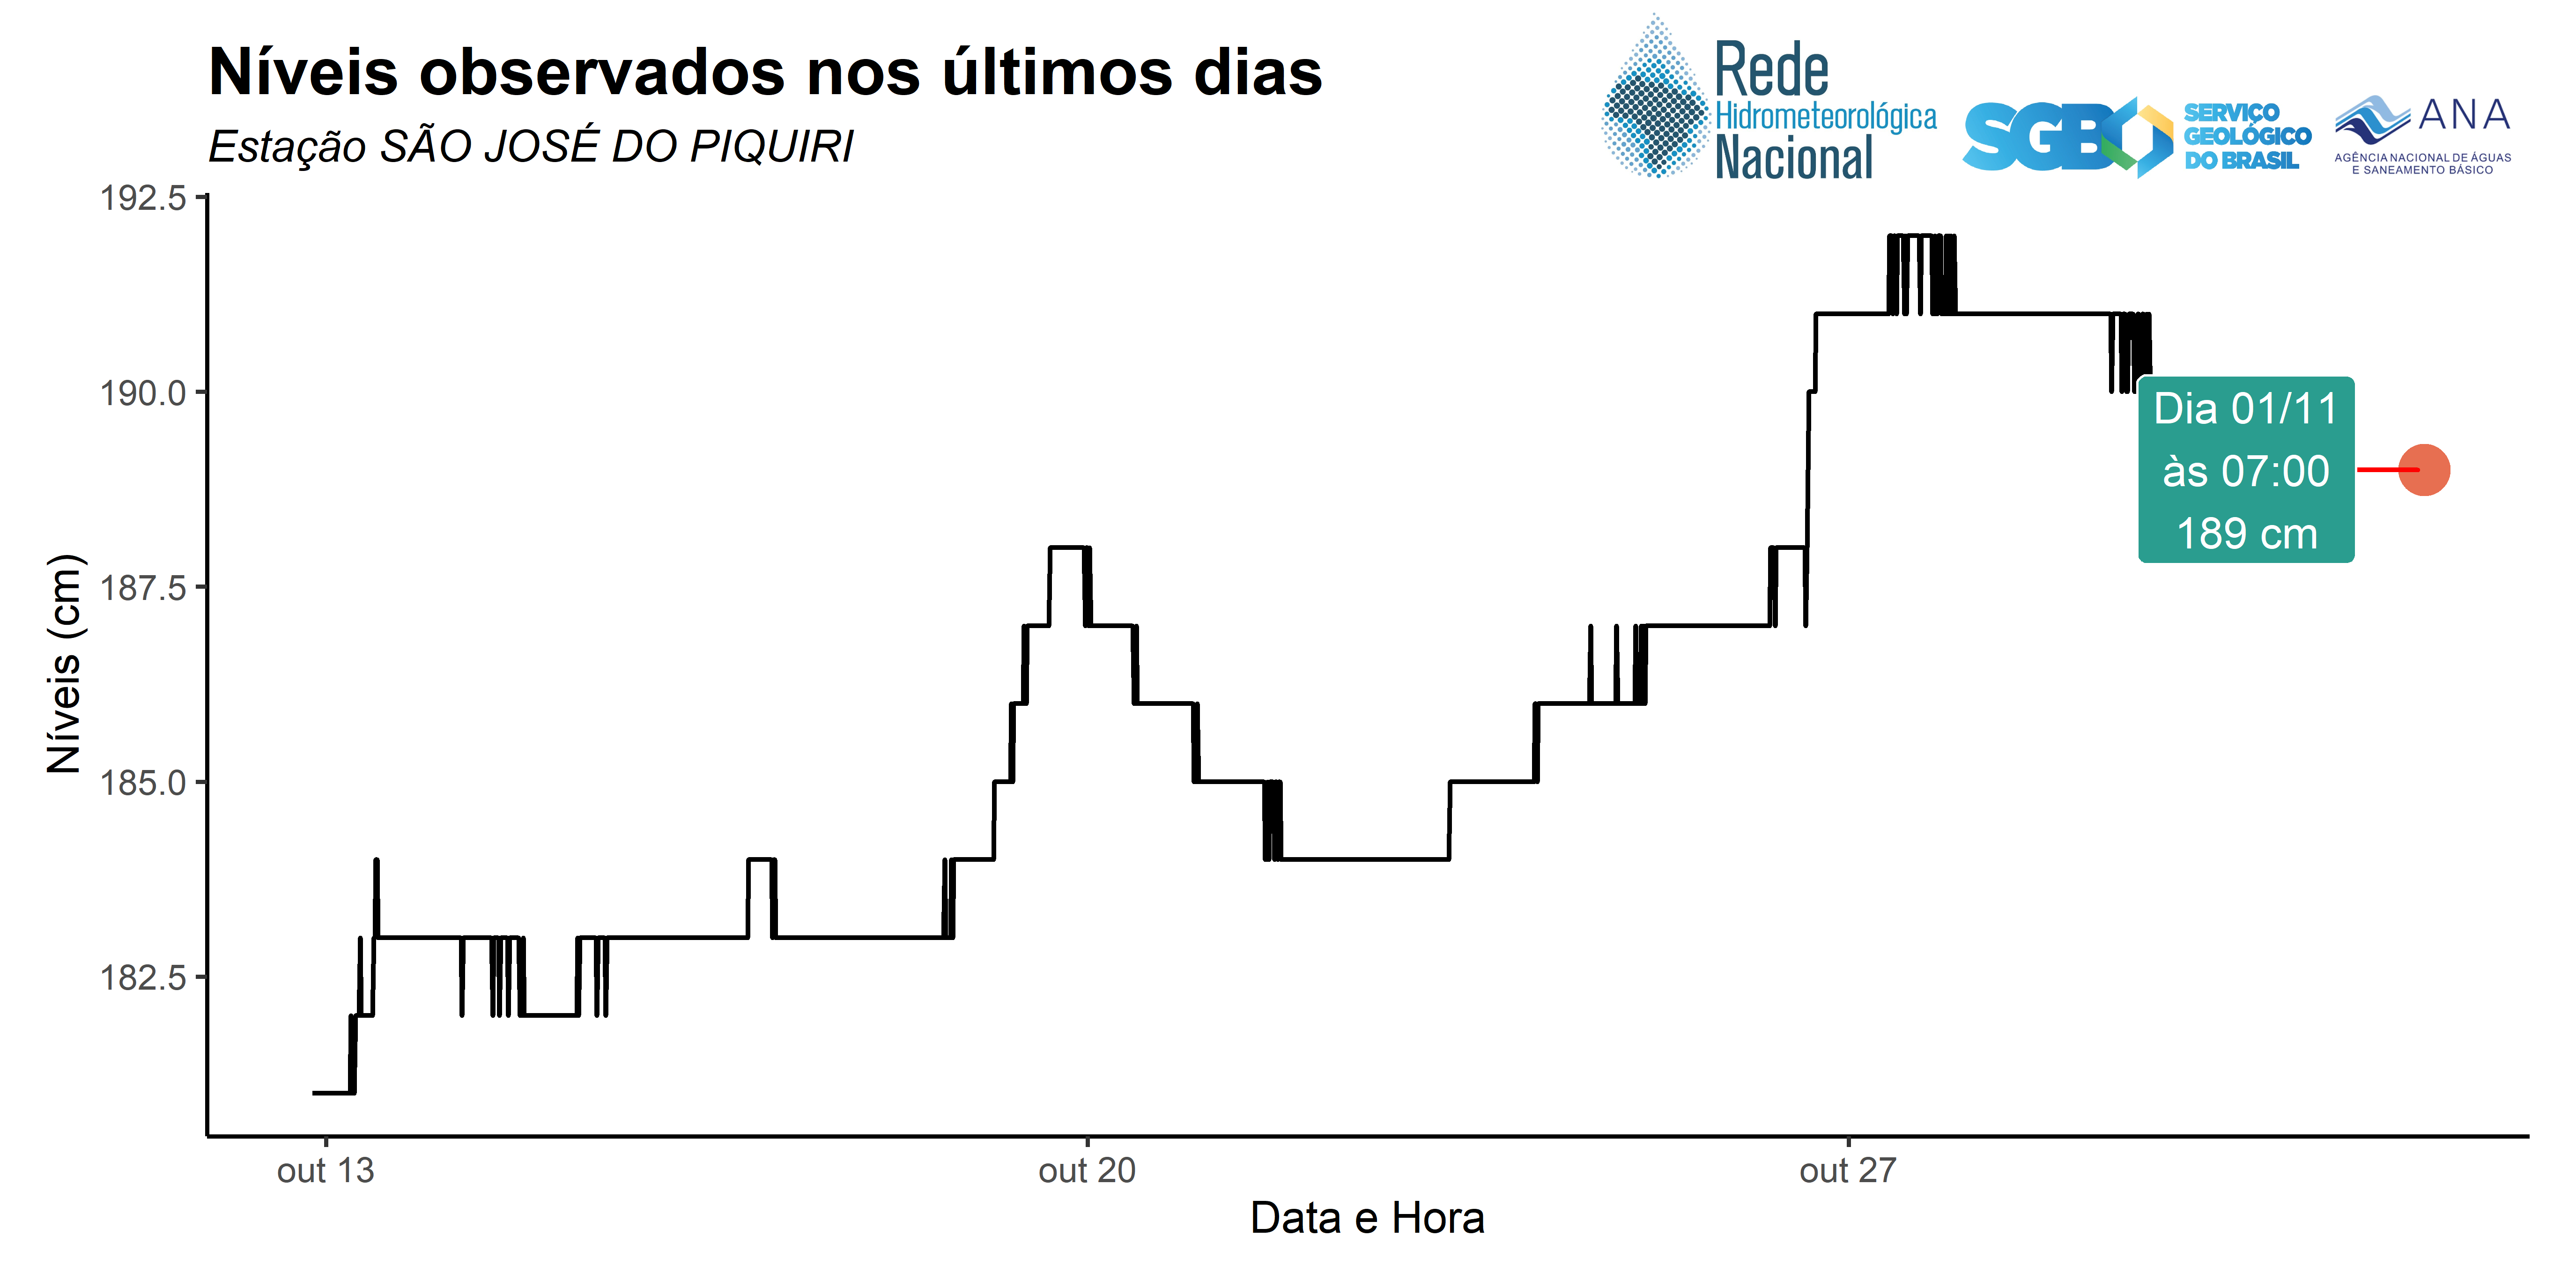 Níveis observados nos últimos dias
Estação SÃO JOSÉ DO PIQUIRI
Rede
Hidrometeorológica
Nacional
SGB
SERVIÇO
GEOLÓGICO
DO BRASIL
ANA
AGÊNCIA NACIONAL DE ÁGUAS
E SANEAMENTO BÁSICO
Níveis (cm)
192.5
190.0
187.5
185.0
182.5
Dia 01/11
às 07:00
189 cm
out 13
out 20
out 27
Data e Hora